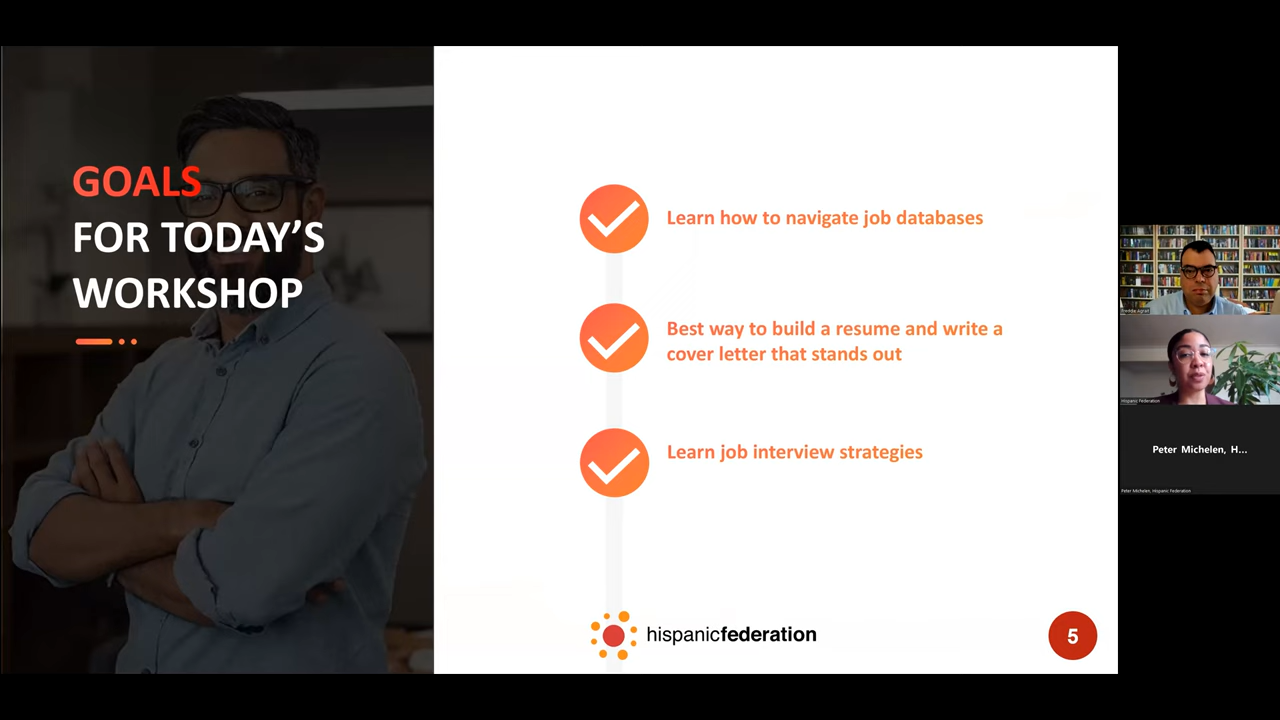 GOALS
FOR TODAY’S
WORKSHOP
Learn how to navigate job databases
Best way to build a resume and write a
cover letter that stands out
Learn job interview strategies
hispanicfederation
5
Hispanic Federation
Peter Michelen, H...
Peter Michelen, Hispanic Federation